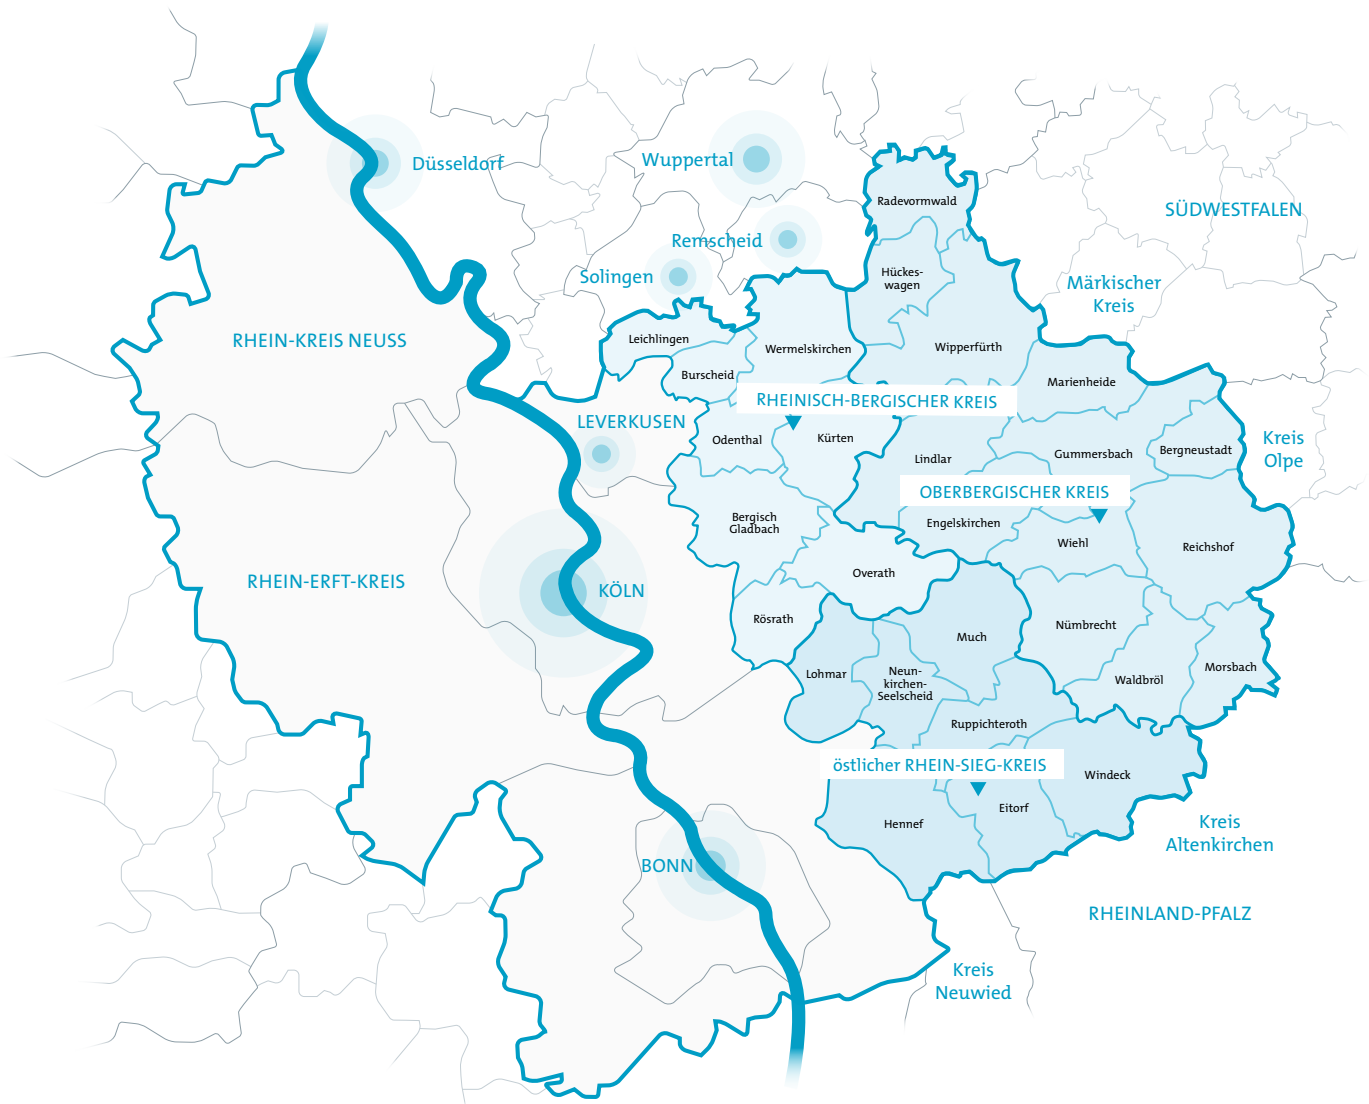 Düsseldorf
Wuppertal
Radevormwald
SÜDWESTFALEN
Remscheid
Solingen
Hückes-
wagen
Märkischer
Kreis
RHEIN-KREIS NEUSS
Leichlingen
Wermelskirchen
Wipperfürth
Burscheid
Marienheide
RHEINISCH-BERGISCHER KREIS
LEVERKUSEN
Odenthal
Kürten
Lindlar
Gummersbach
Bergneustadt
Kreis
Olpe
OBERBERGISCHER KREIS
Bergisch
Gladbach
Engelskirchen
Wiehl
Reichshof
RHEIN-ERFT-KREIS
KÖLN
Overath
Rösrath
Much
Nümbrecht
Lohmar
Neun-
kirchen-
Seelscheid
Waldbröl
Morsbach
Ruppichteroth
östlicher RHEIN-SIEG-KREIS
Windeck
Hennef
Eitorf
Kreis
Altenkirchen
BONN
RHEINLAND-PFALZ
Kreis
Neuwied